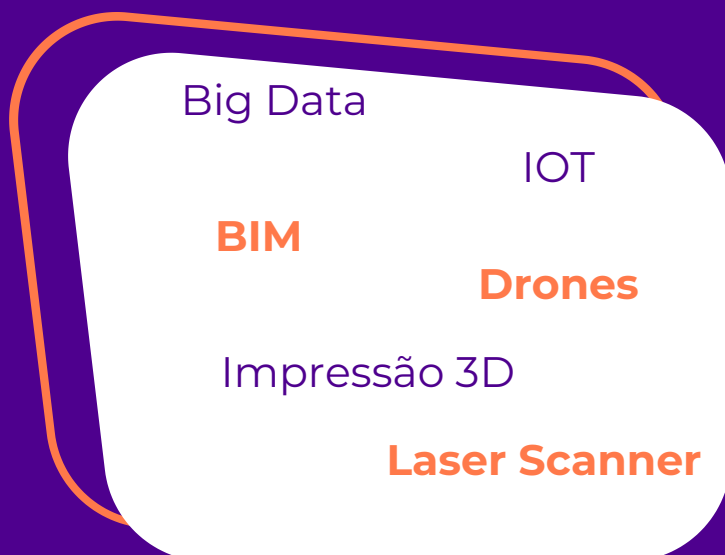 Big Data
IOT
BIM
Drones
Impressão 3D
Laser Scanner